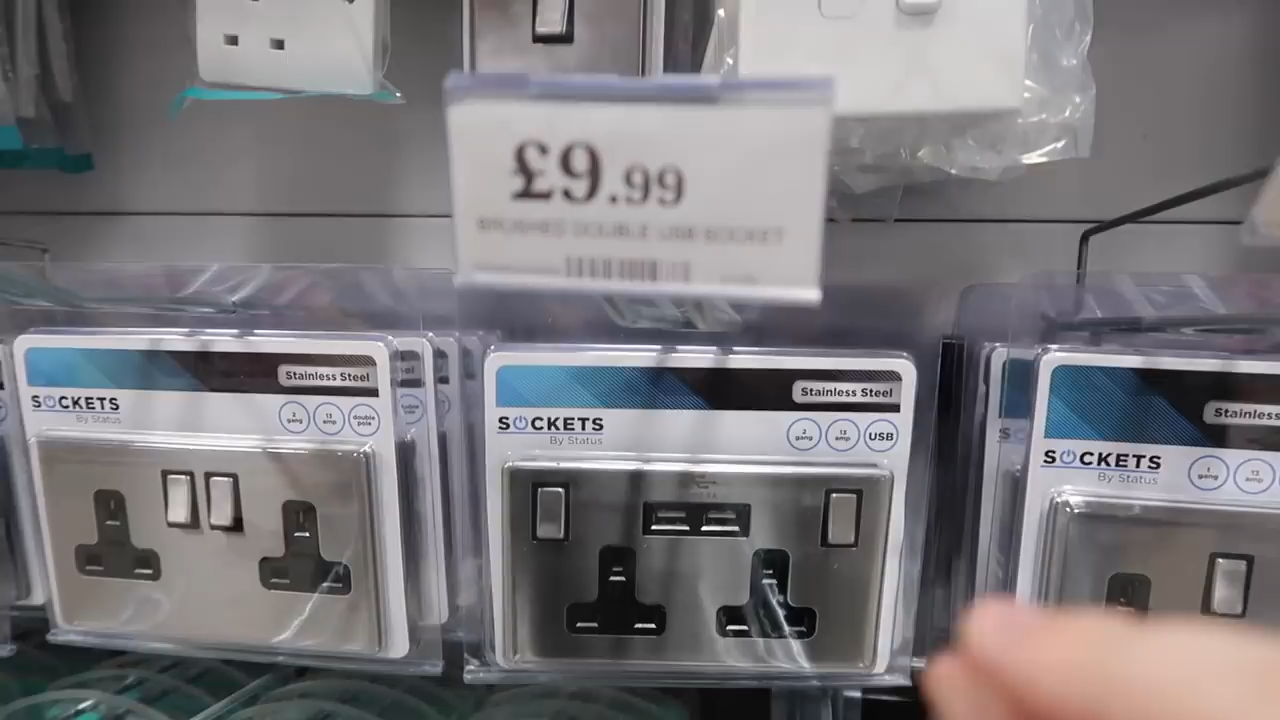 £9.99
BRUSHED DOUBLE USB SOCKET
Stainless Steel
SOCKETS
By Status
2 gang
13 amp
double pole
Stainless Steel
SOCKETS
By Status
2 gang
13 amp
USB
Stainless
SOCKETS
By Status
1 gang
13 amp